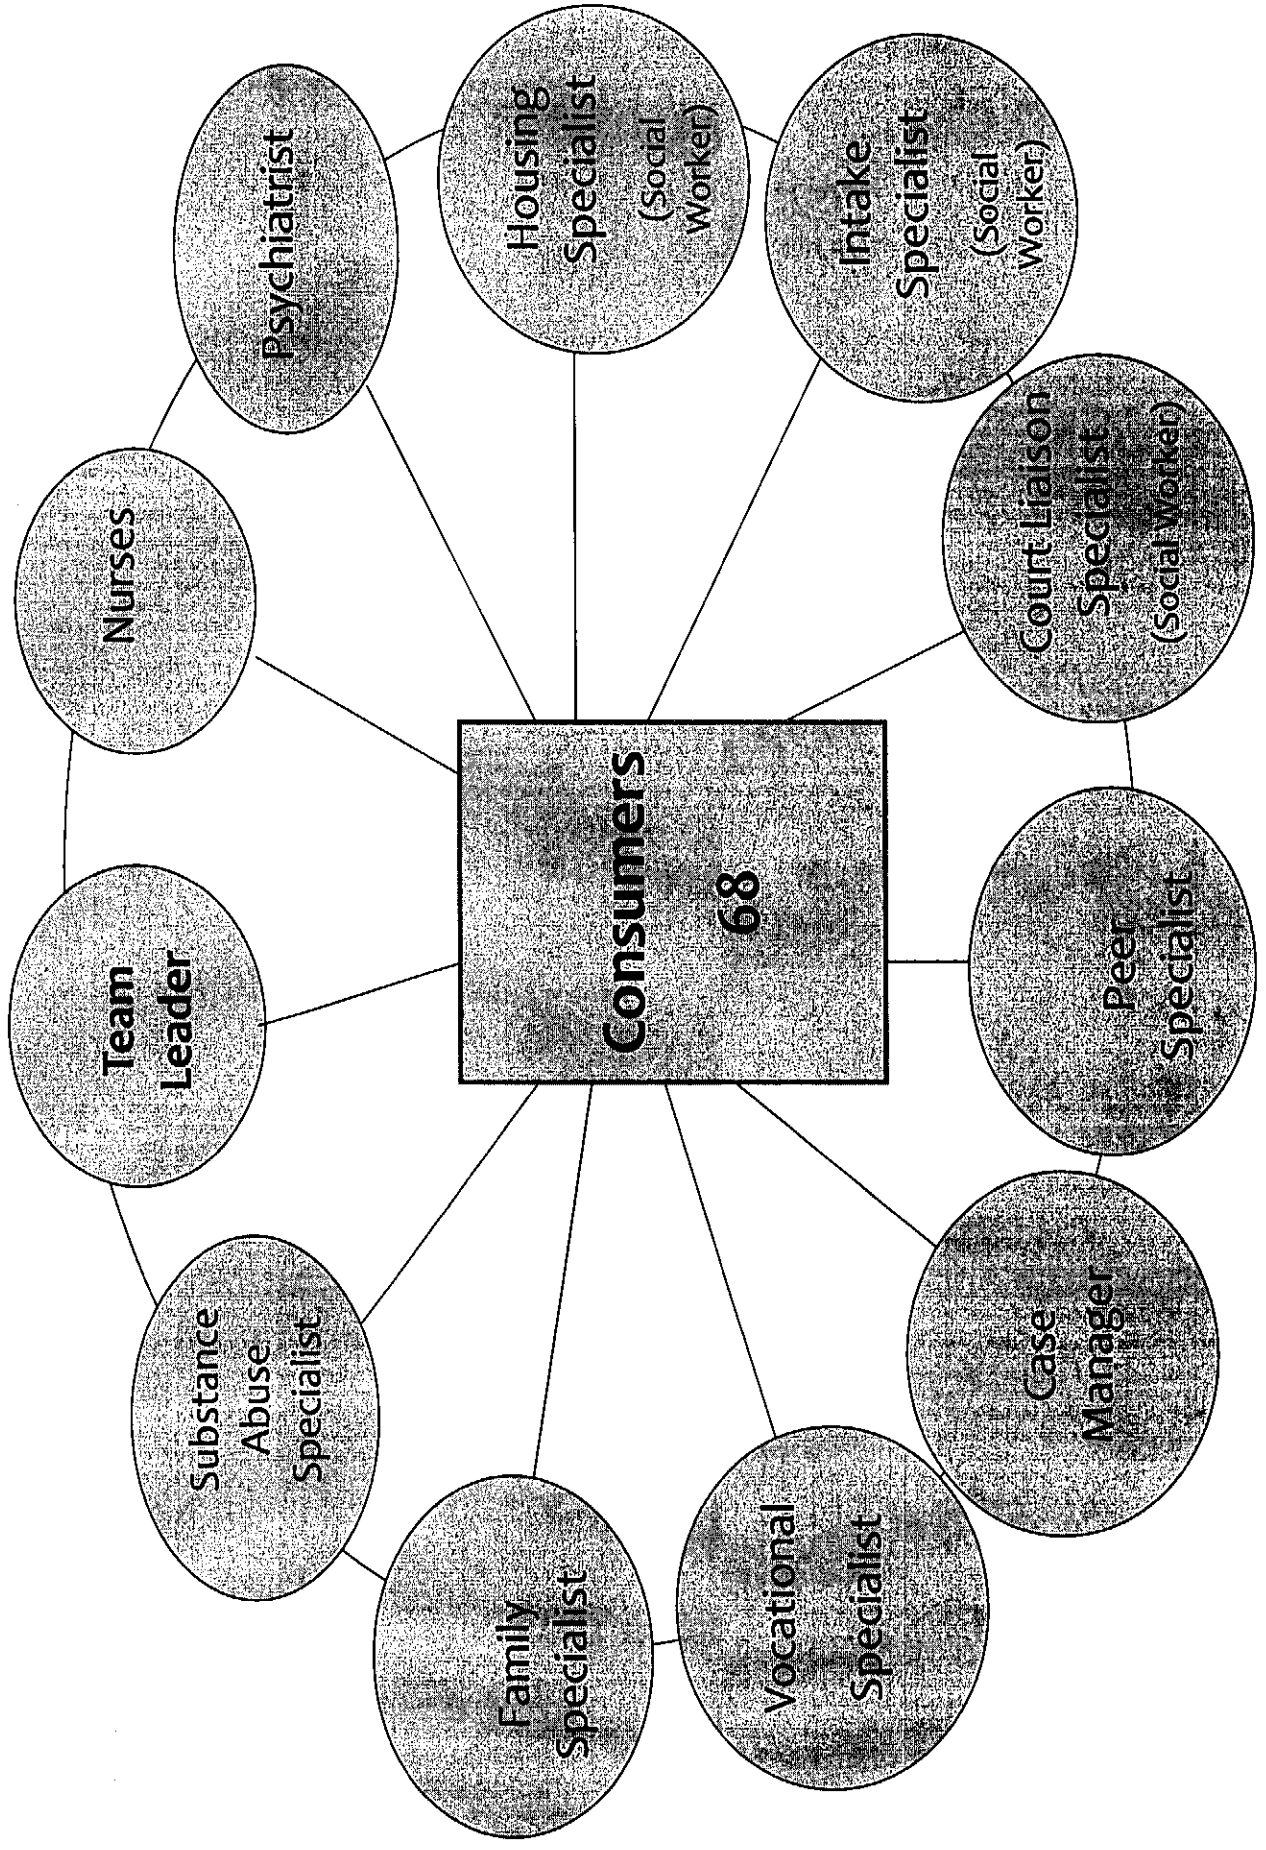 Team
Leader
Nurses
Psychiatrist
Housing
Specialist
(Social
Worker)
Intake
Specialist
(Social
Worker)
Court Liaison
Specialist
(Social Worker)
Peer
Specialist
Case
Manager
Vocational
Specialist
Family
Specialist
Substance
Abuse
Specialist
Consumers
68